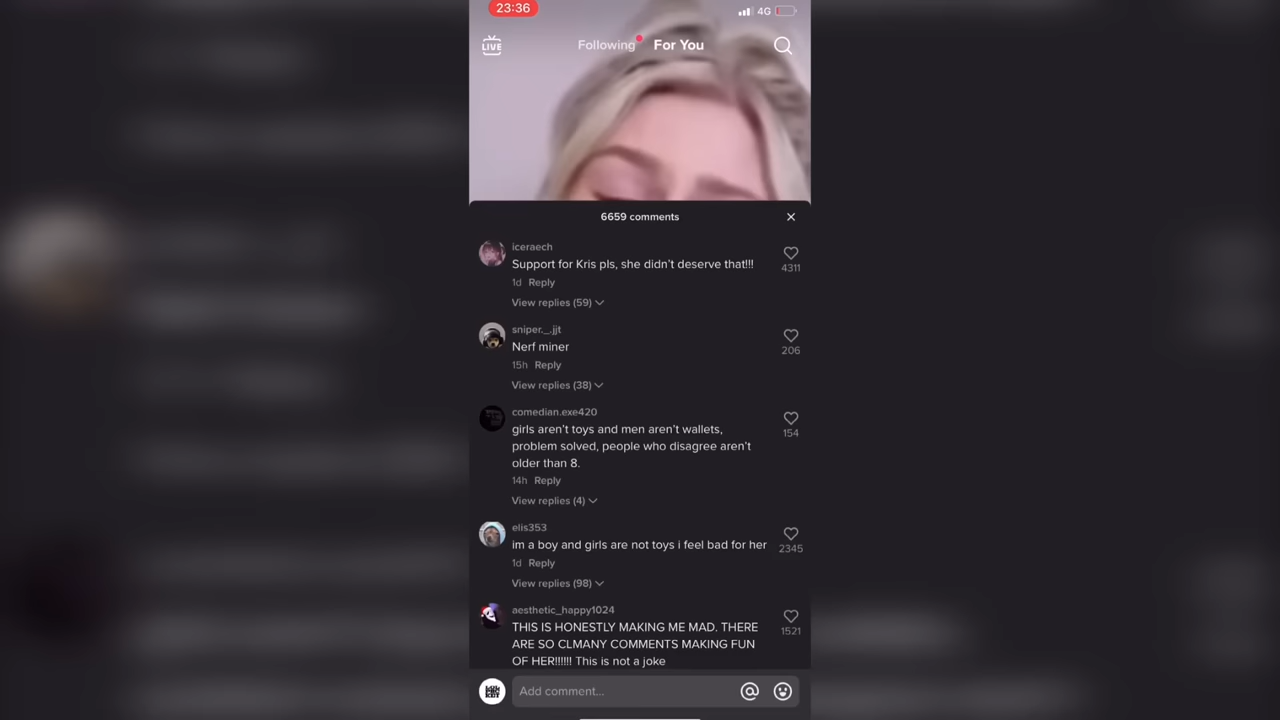 23:36
4G
LIVE
Following
For You
6659 comments
iceraech
Support for Kris pls, she didn't deserve that!!!
4311
1d Reply
View replies (59)
sniper._.jjt
Nerf miner
206
15h Reply
View replies (38)
comedian.exe420
girls aren't toys and men aren't wallets,
154
problem solved, people who disagree aren't
older than 8.
14h Reply
View replies (4)
elis353
im a boy and girls are not toys i feel bad for her
2345
1d Reply
View replies (98)
aesthetic_happy1024
THIS IS HONESTLY MAKING ME MAD. THERE
1521
ARE SO CLMANY COMMENTS MAKING FUN
OF HER!!!!!! This is not a joke
Add comment...